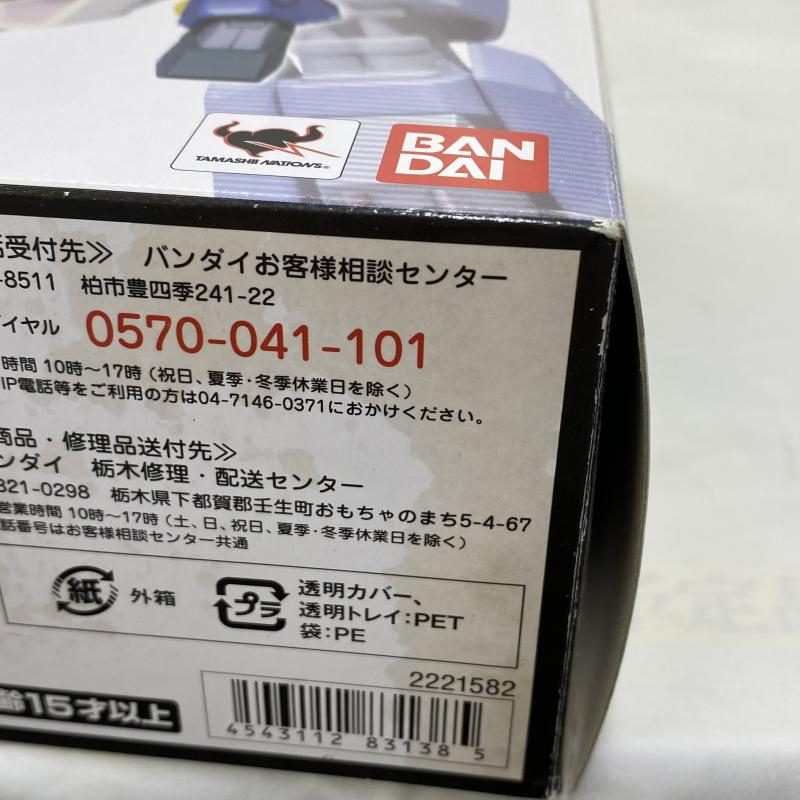 TAMASHII NATIONS®
BAN
DAI
受付先≫ バンダイお客様相談センター
-8511 柏市豊四季241-22
イヤル 0570-041-101
時間 10時〜17時(祝日、夏季・冬季休業日を除く)
IP電話等をご利用の方は04-7146-0371におかけください。
商品・修理品送付先≫
ンダイ 栃木修理・配送センター
321-0298 栃木県下都賀郡壬生町おもちゃのまち5-4-67
営業時間 10時〜17時(土、日、祝日、夏季・冬季休業日を除く)
話番号はお客様相談センター共通
紙 外箱
プラ 透明カバー、
透明トレイ:PET
袋:PE
2221582
齢15才以上
4543112 83138 5